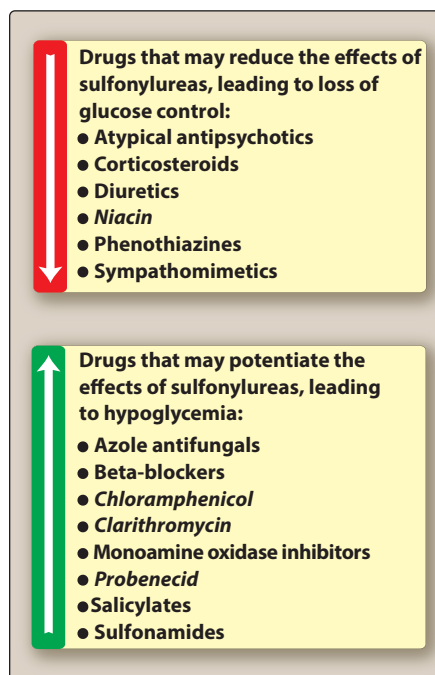 Drugs that may reduce the effects of
sulfonylureas, leading to loss of
glucose control:
● Atypical antipsychotics
● Corticosteroids
● Diuretics
● Niacin
● Phenothiazines
● Sympathomimetics
Drugs that may potentiate the
effects of sulfonylureas, leading
to hypoglycemia:
● Azole antifungals
● Beta-blockers
● Chloramphenicol
● Clarithromycin
● Monoamine oxidase inhibitors
● Probenecid
● Salicylates
● Sulfonamides